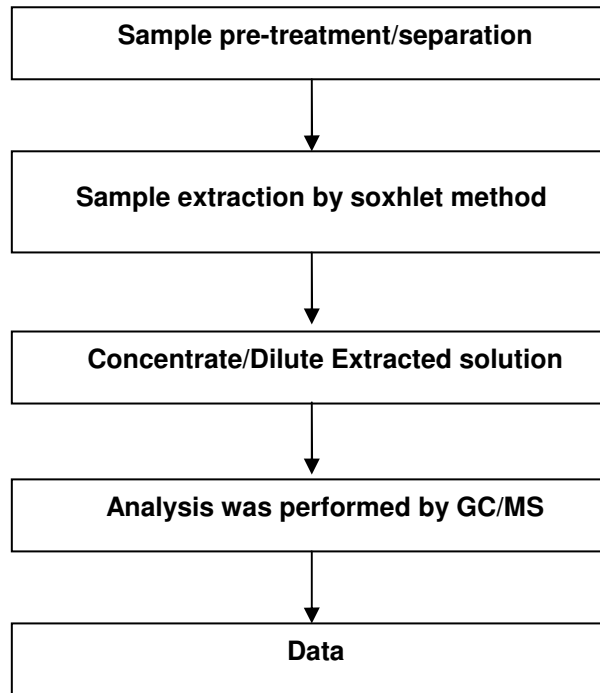 Sample pre-treatment/separation
Sample extraction by soxhlet method
Concentrate/Dilute Extracted solution
Analysis was performed by GC/MS
Data